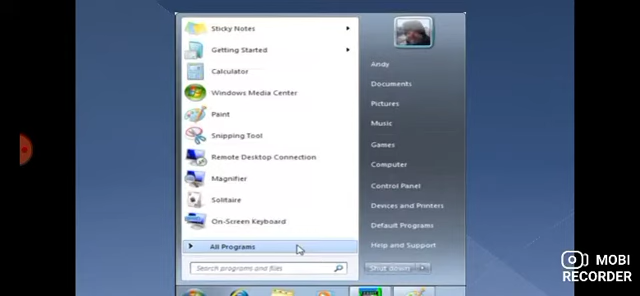 Sticky Notes
Getting Started
Calculator
Windows Media Center
Paint
Snipping Tool
Remote Desktop Connection
Magnifier
Solitaire
On-Screen Keyboard
All Programs
Search programs and files
Andy
Documents
Pictures
Music
Games
Computer
Control Panel
Devices and Printers
Default Programs
Help and Support
Shut down
MOBI
RECORDER